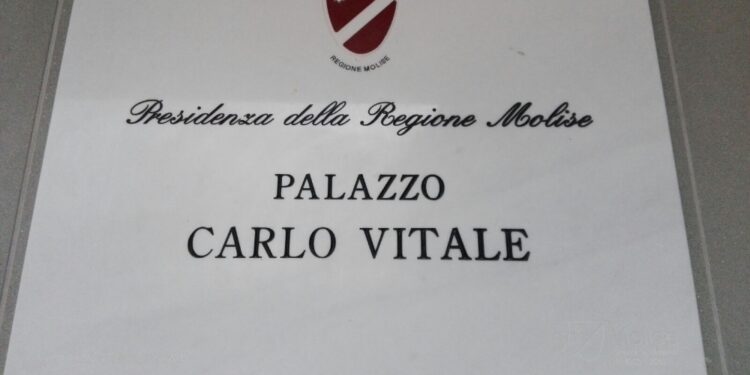 REGIONE MOLISE
Presidenza della Regione Molise
PALAZZO
CARLO VITALE